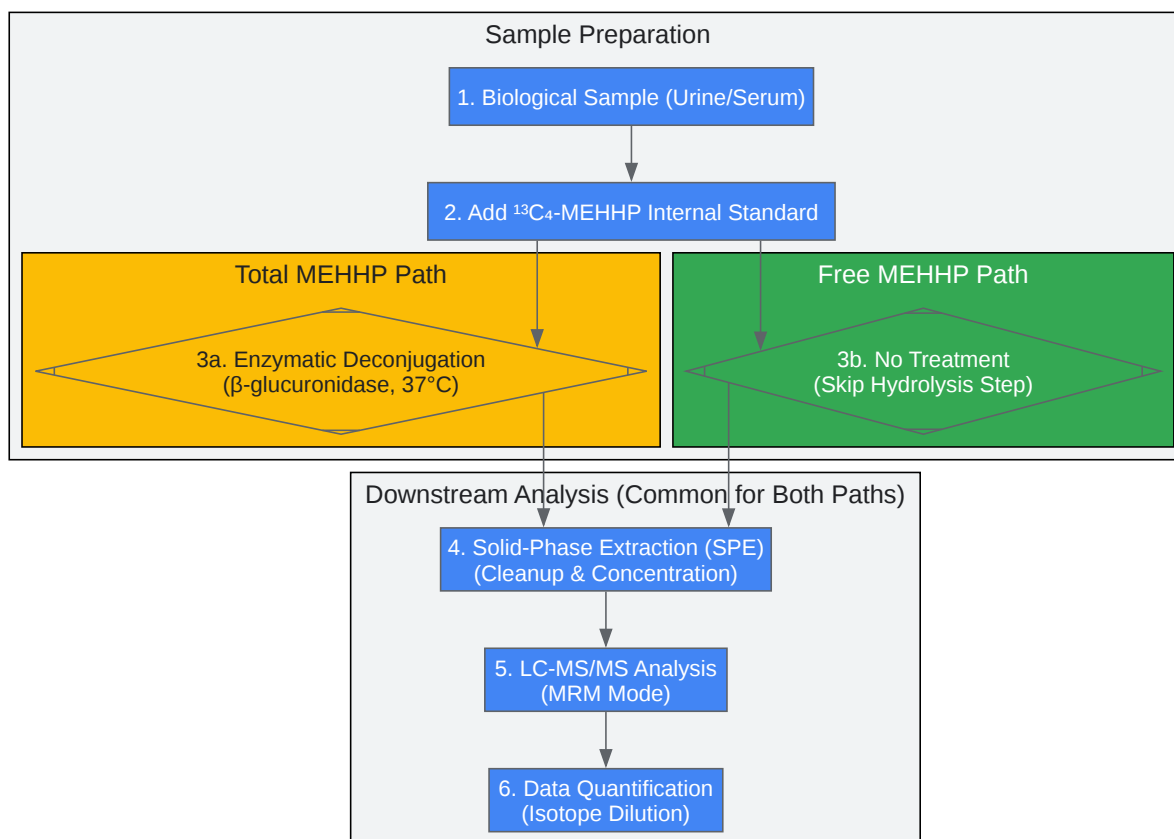 Sample Preparation
1. Biological Sample (Urine/Serum)
2. Add ¹³C₄-MEHHP Internal Standard
Total MEHHP Path
3a. Enzymatic Deconjugation
(β-glucuronidase, 37°C)
Free MEHHP Path
3b. No Treatment
(Skip Hydrolysis Step)
Downstream Analysis (Common for Both Paths)
4. Solid-Phase Extraction (SPE)
(Cleanup & Concentration)
5. LC-MS/MS Analysis
(MRM Mode)
6. Data Quantification
(Isotope Dilution)